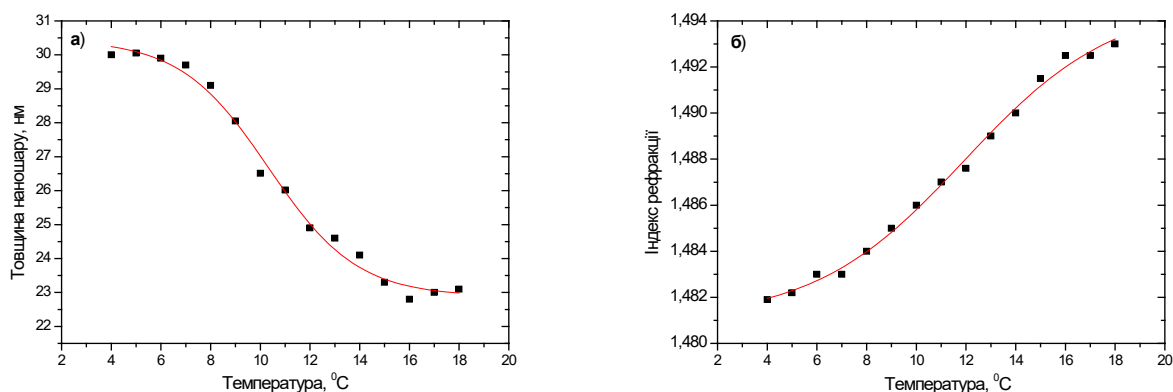 а)
30
29
28
27
26
25
24
23
22
2 4 6 8 10 12 14 16 18 20
Товщина наношару, нм
Температура, ⁰C
б)
1,494
1,492
1,490
1,488
1,486
1,484
1,482
1,480
2 4 6 8 10 12 14 16 18 20
Індекс рефракції
Температура, ⁰C